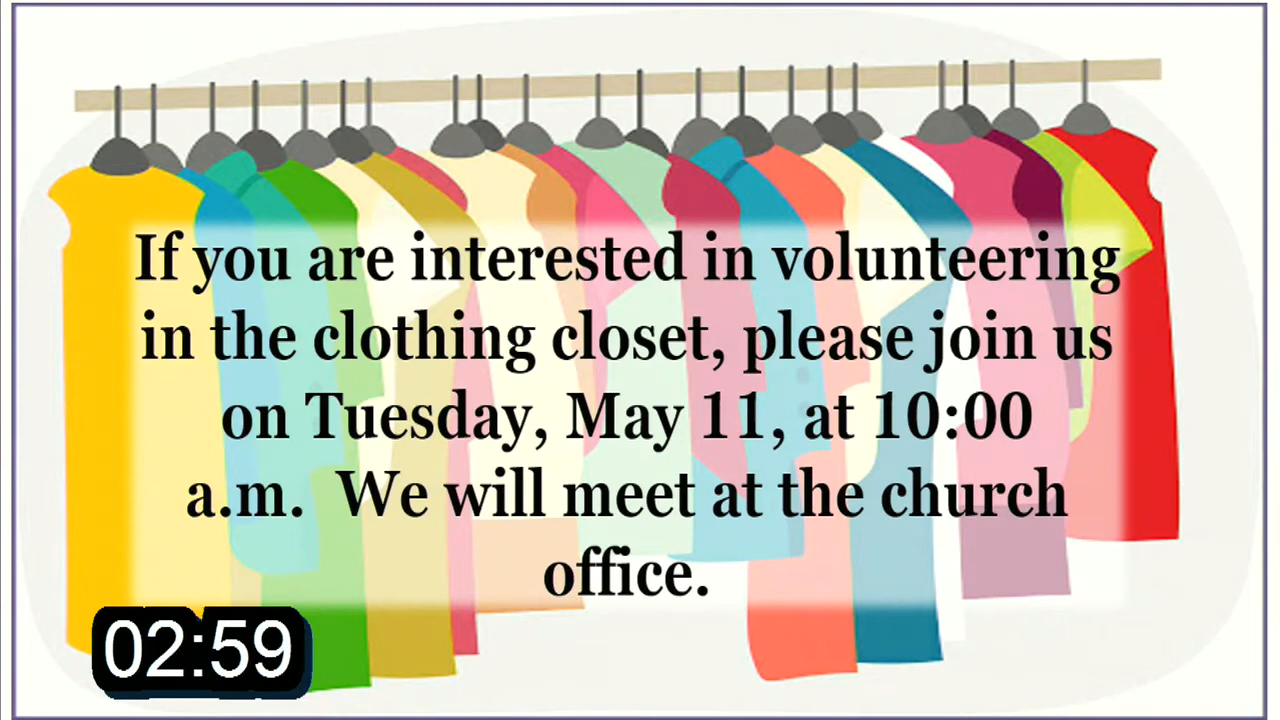 If you are interested in volunteering
in the clothing closet, please join us
on Tuesday, May 11, at 10:00
a.m.  We will meet at the church
office.
02:59